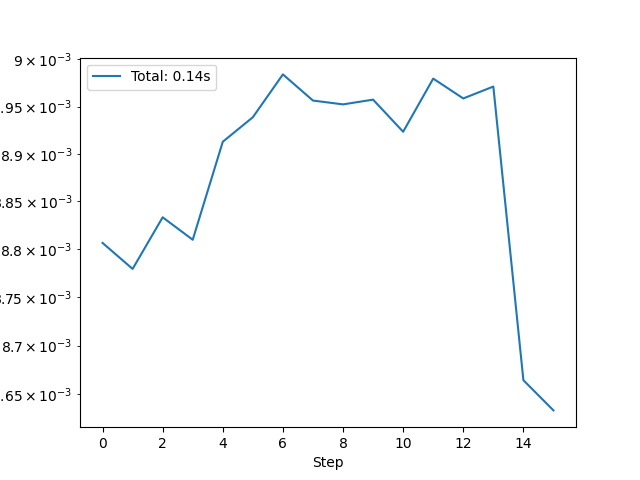 9 × 10⁻³
Total: 0.14s
.95 × 10⁻³
8.9 × 10⁻³
8.85 × 10⁻³
8.8 × 10⁻³
8.75 × 10⁻³
8.7 × 10⁻³
.65 × 10⁻³
0 2 4 6 8 10 12 14
Step